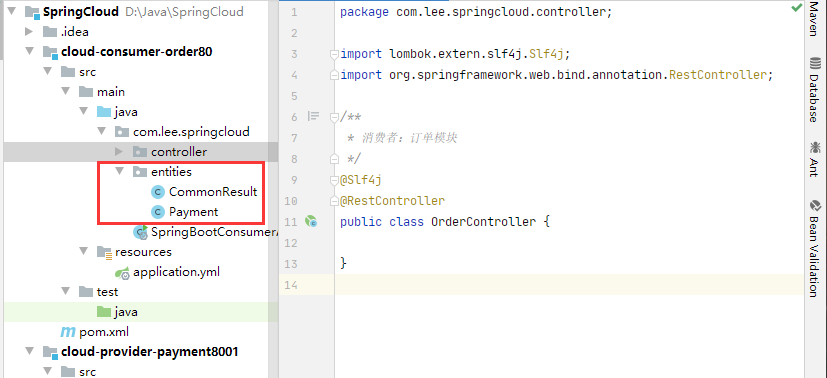 SpringCloud D:\Java\SpringCloud
.idea
cloud-consumer-order80
src
main
java
com.lee.springcloud
controller
entities
CommonResult
Payment
SpringBootConsumerA
resources
application.yml
test
java
pom.xml
cloud-provider-payment8001
src
1 package com.lee.springcloud.controller;
2
3 import lombok.extern.slf4j.Slf4j;
4 import org.springframework.web.bind.annotation.RestController;
5
6 /**
7 * 消费者：订单模块
8 */
9 @Slf4j
10 @RestController
11 public class OrderController {
12
13 }
14
Maven
Database
Ant
Bean Validation